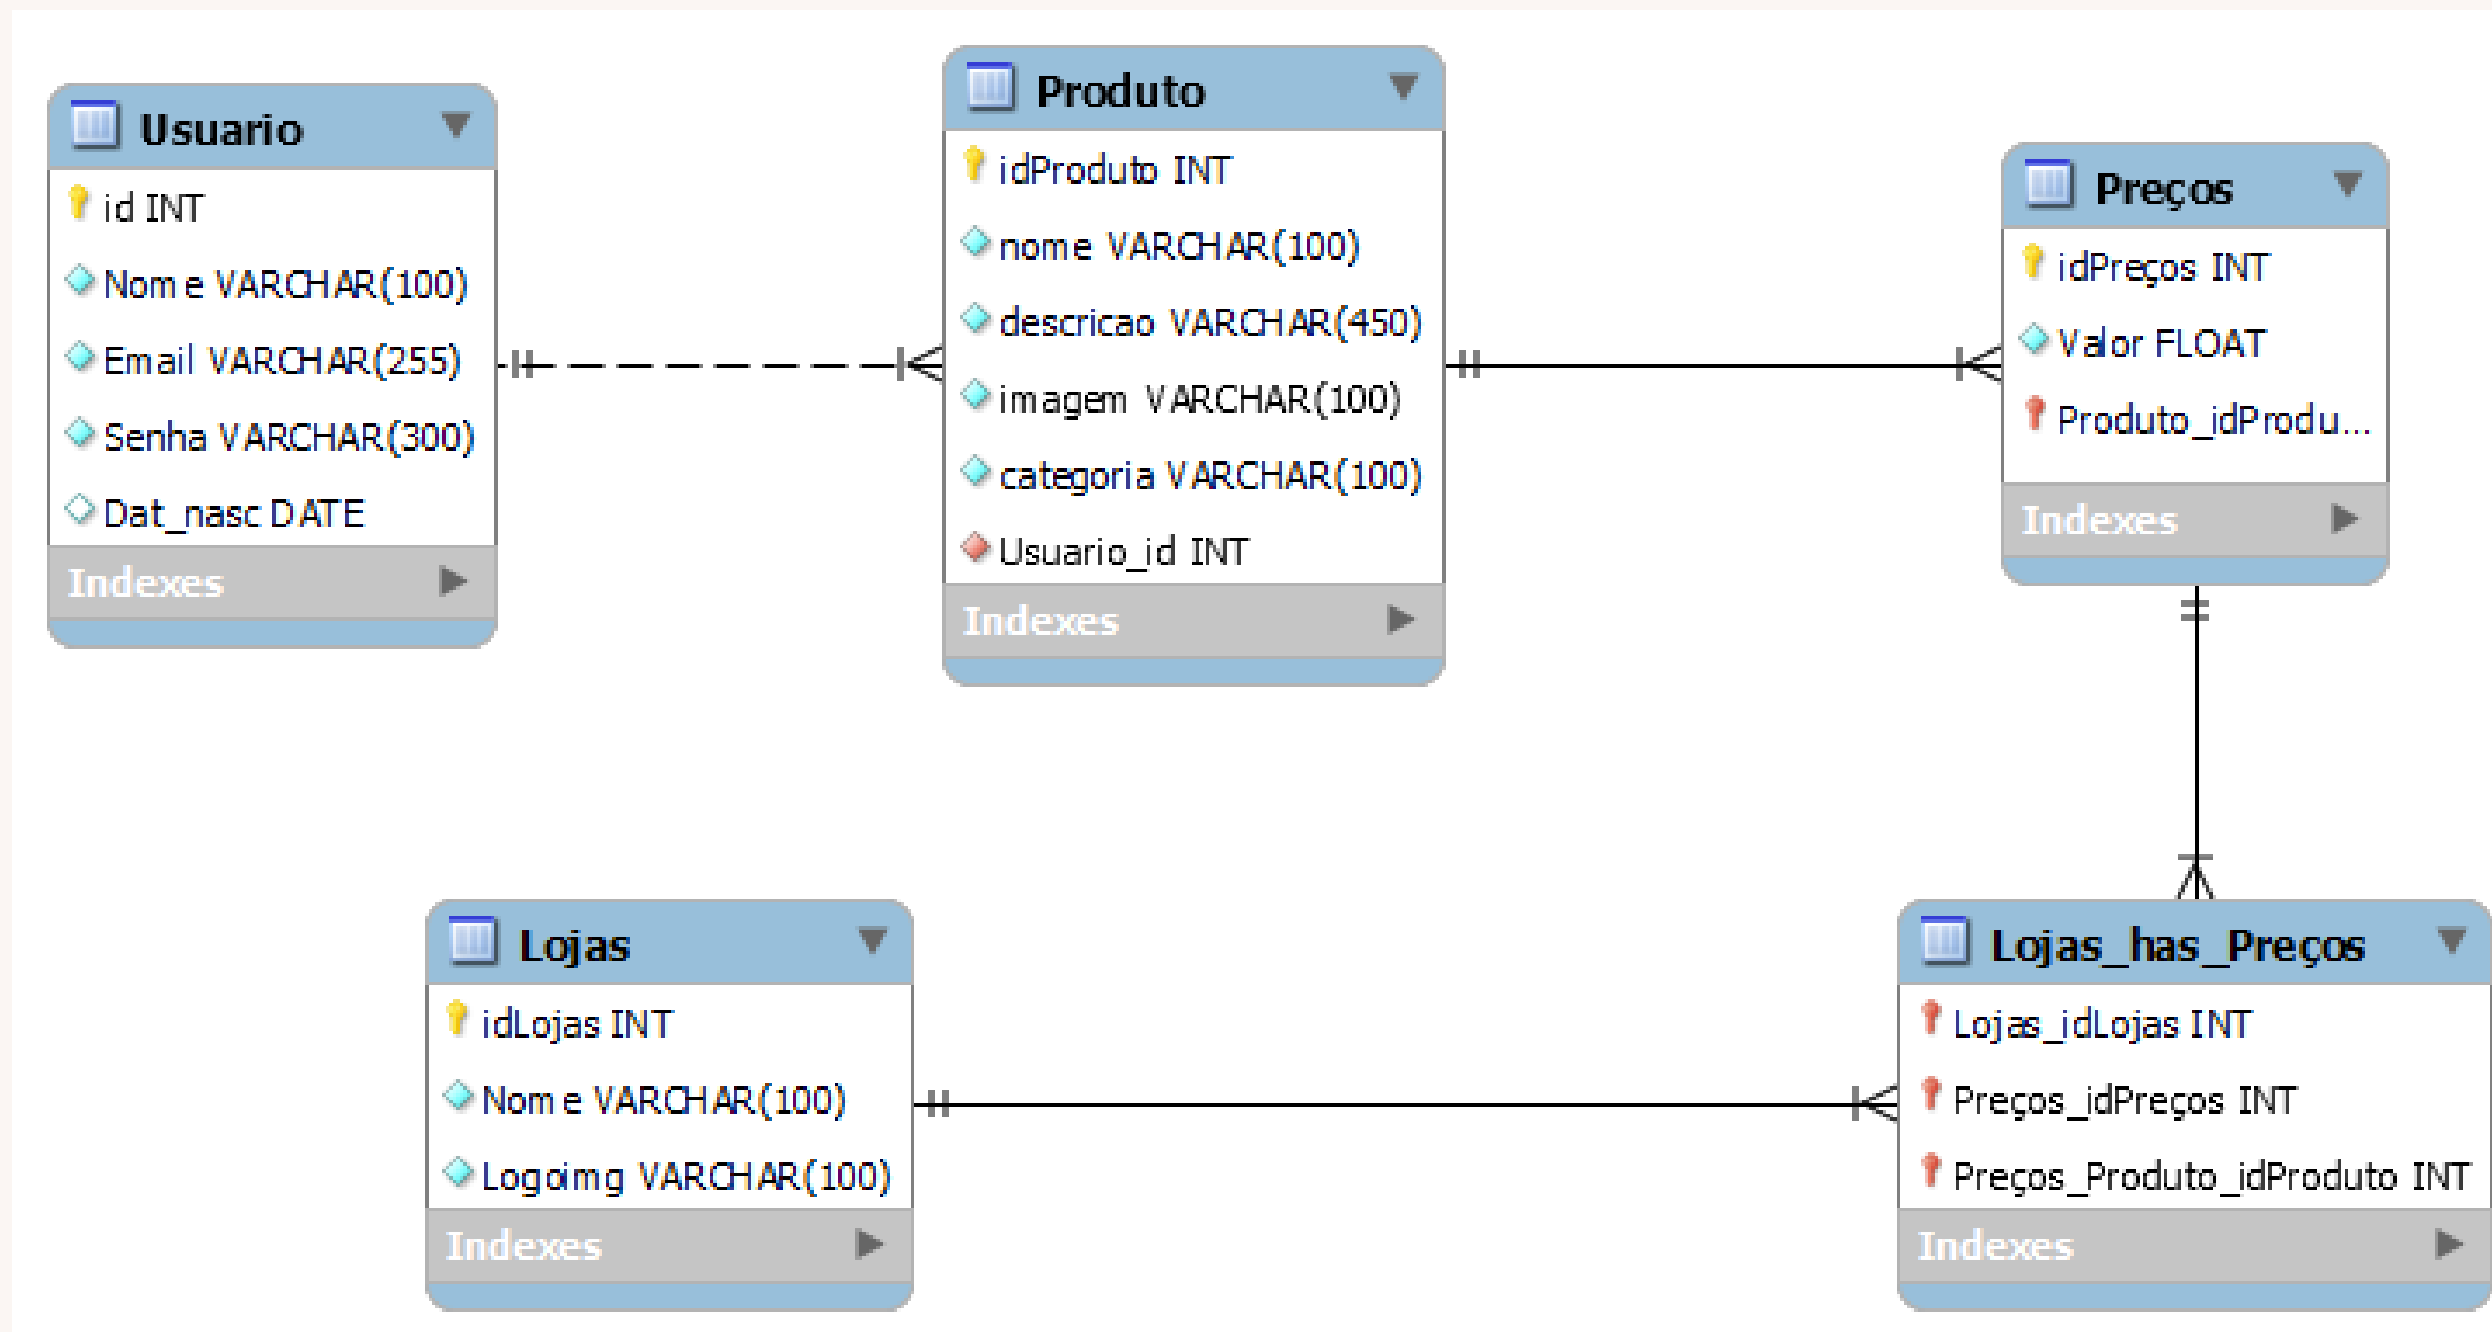 Usuario
id INT
Nome VARCHAR(100)
Email VARCHAR(255)
Senha VARCHAR(300)
Dat_nasc DATE
Indexes
Produto
idProduto INT
nome VARCHAR(100)
descricao VARCHAR(450)
imagem VARCHAR(100)
categoria VARCHAR(100)
Usuario_id INT
Indexes
Preços
idPreços INT
Valor FLOAT
Produto_idProdu...
Indexes
Lojas
idLojas INT
Nome VARCHAR(100)
Logoimg VARCHAR(100)
Indexes
Lojas_has_Preços
Lojas_idLojas INT
Preços_idPreços INT
Preços_Produto_idProduto INT
Indexes